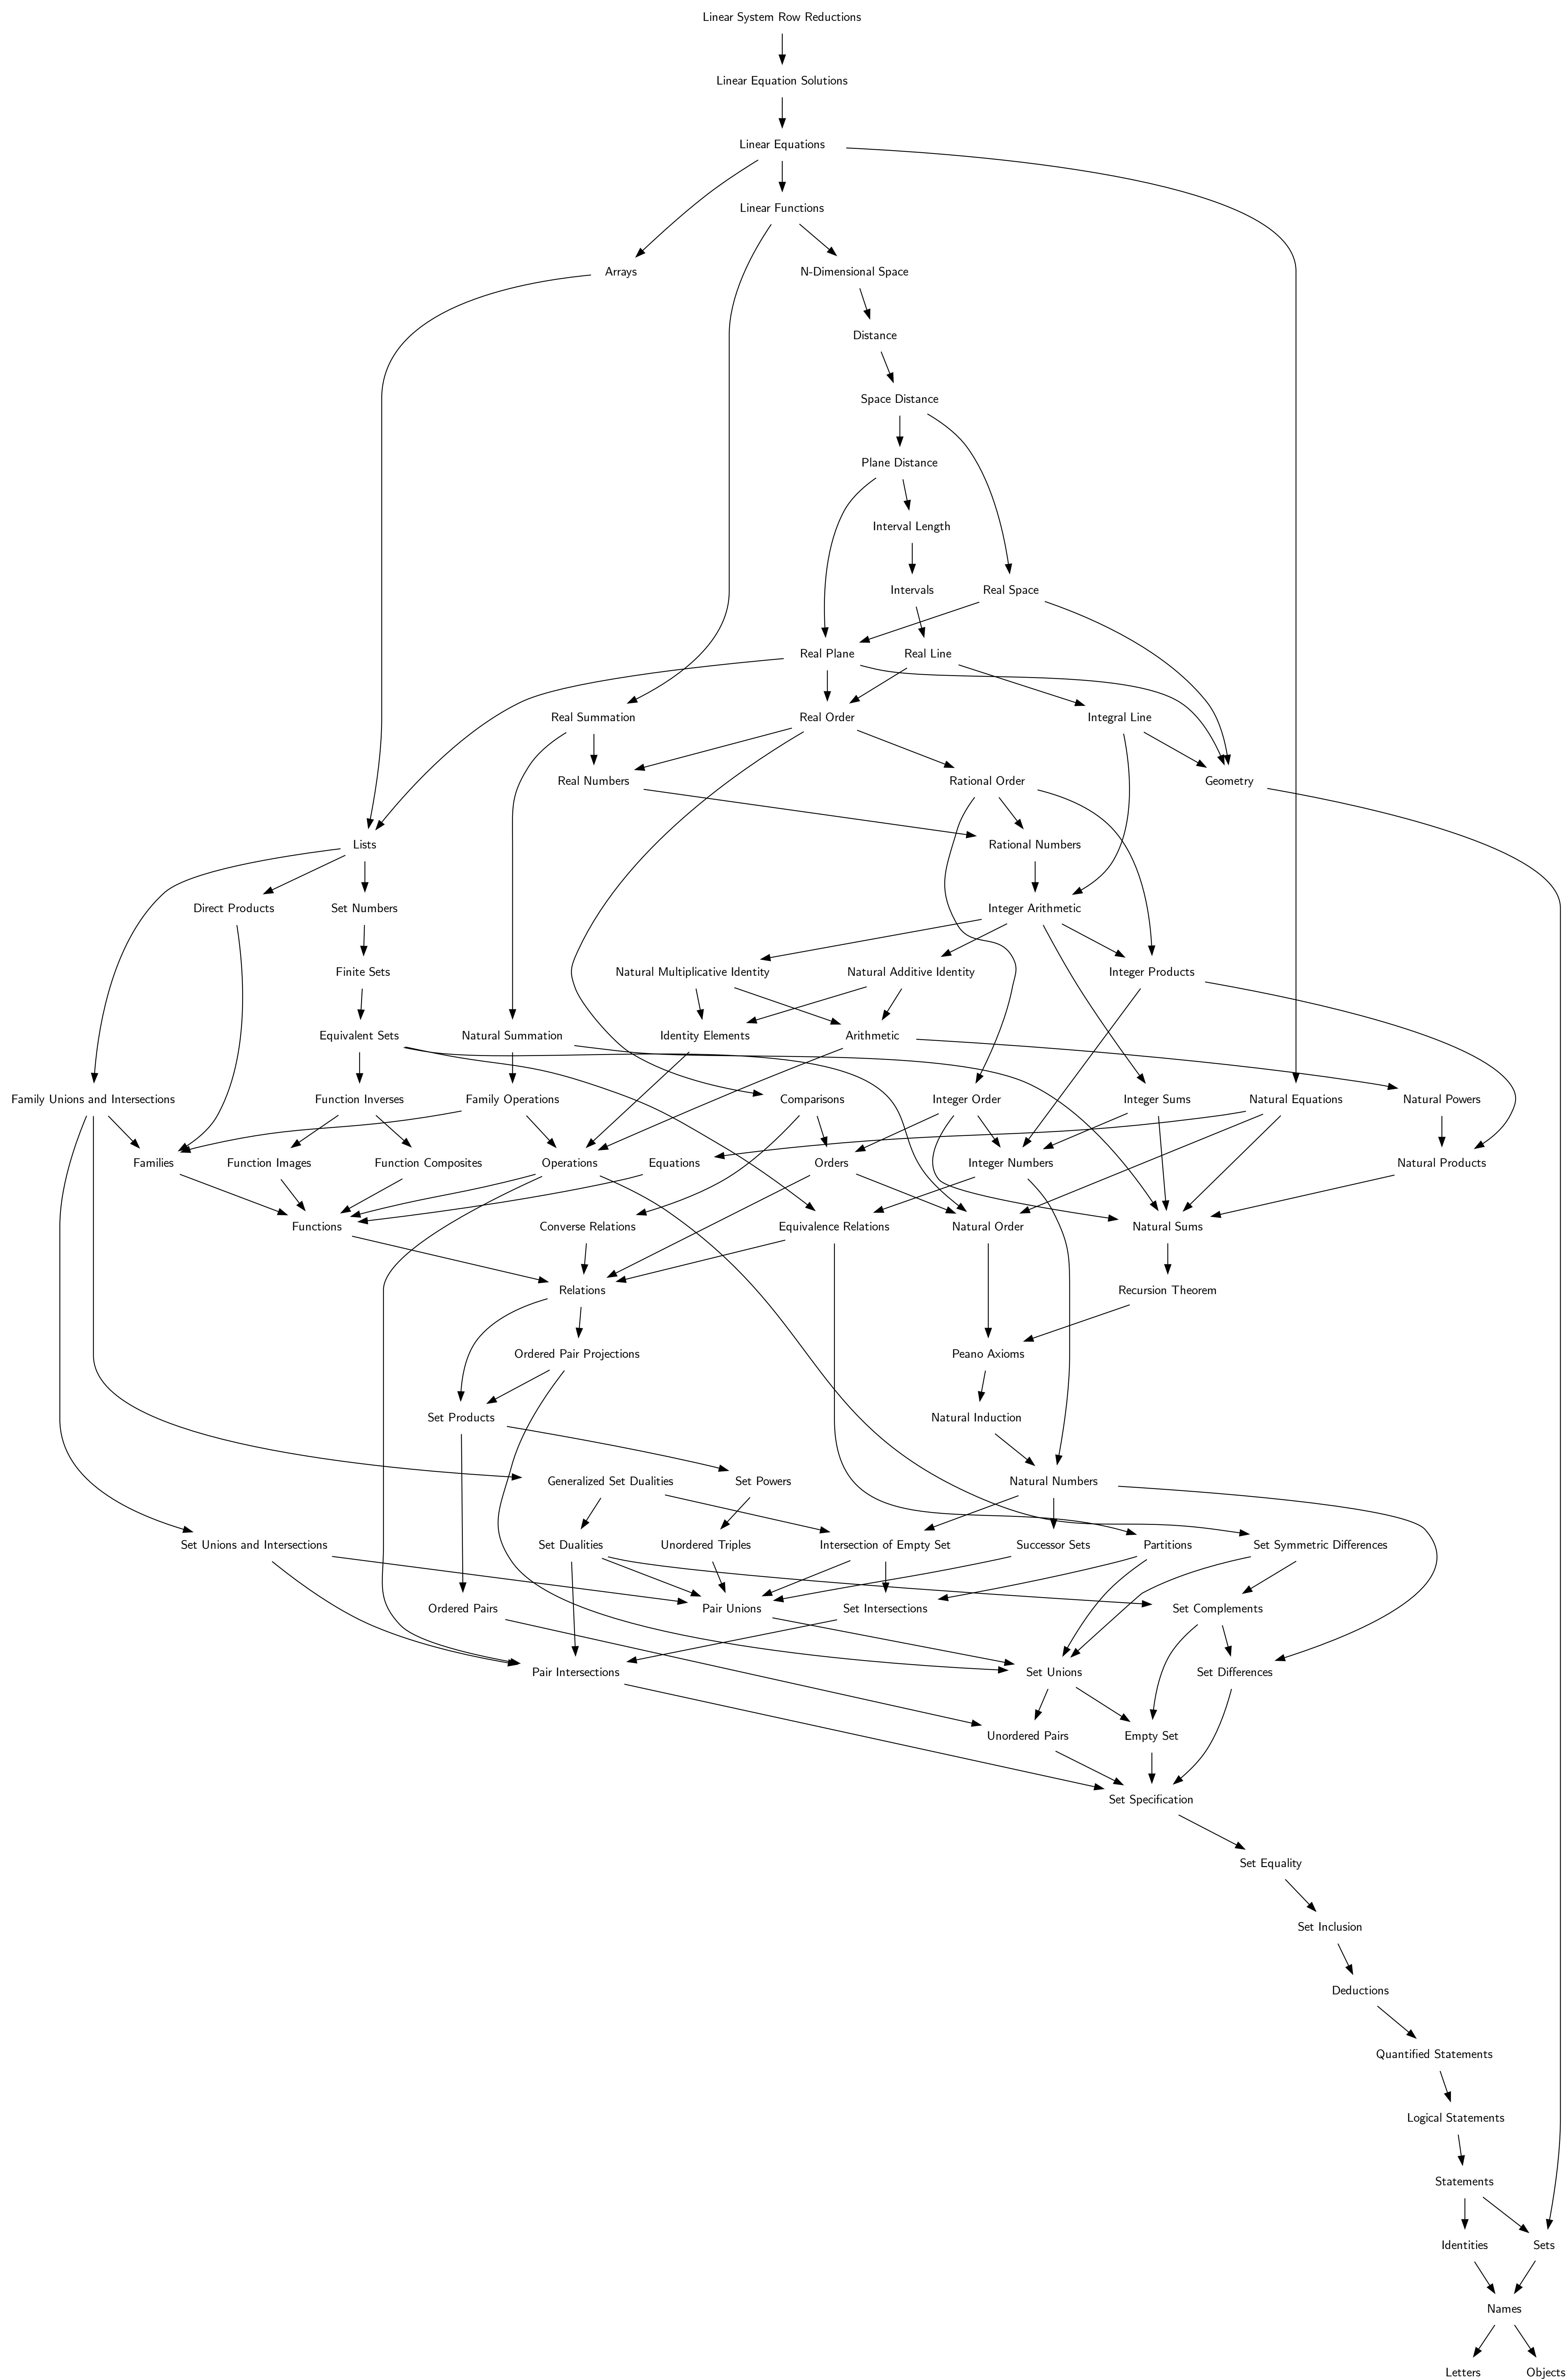 Linear System Row Reductions
Linear Equation Solutions
Linear Equations
Linear Functions
Arrays
N-Dimensional Space
Distance
Space Distance
Plane Distance
Interval Length
Intervals
Real Space
Real Plane
Real Line
Real Summation
Real Order
Integral Line
Real Numbers
Rational Order
Geometry
Lists
Rational Numbers
Direct Products
Set Numbers
Integer Arithmetic
Finite Sets
Natural Multiplicative Identity
Natural Additive Identity
Integer Products
Equivalent Sets
Natural Summation
Identity Elements
Arithmetic
Family Unions and Intersections
Function Inverses
Family Operations
Comparisons
Integer Order
Integer Sums
Natural Equations
Natural Powers
Families
Function Images
Function Composites
Operations
Equations
Orders
Integer Numbers
Natural Products
Functions
Converse Relations
Equivalence Relations
Natural Order
Natural Sums
Relations
Recursion Theorem
Ordered Pair Projections
Peano Axioms
Set Products
Natural Induction
Generalized Set Dualities
Set Powers
Natural Numbers
Set Unions and Intersections
Set Dualities
Unordered Triples
Intersection of Empty Set
Successor Sets
Partitions
Set Symmetric Differences
Ordered Pairs
Pair Unions
Set Intersections
Set Complements
Pair Intersections
Set Unions
Set Differences
Unordered Pairs
Empty Set
Set Specification
Set Equality
Set Inclusion
Deductions
Quantified Statements
Logical Statements
Statements
Identities
Sets
Names
Letters
Objects